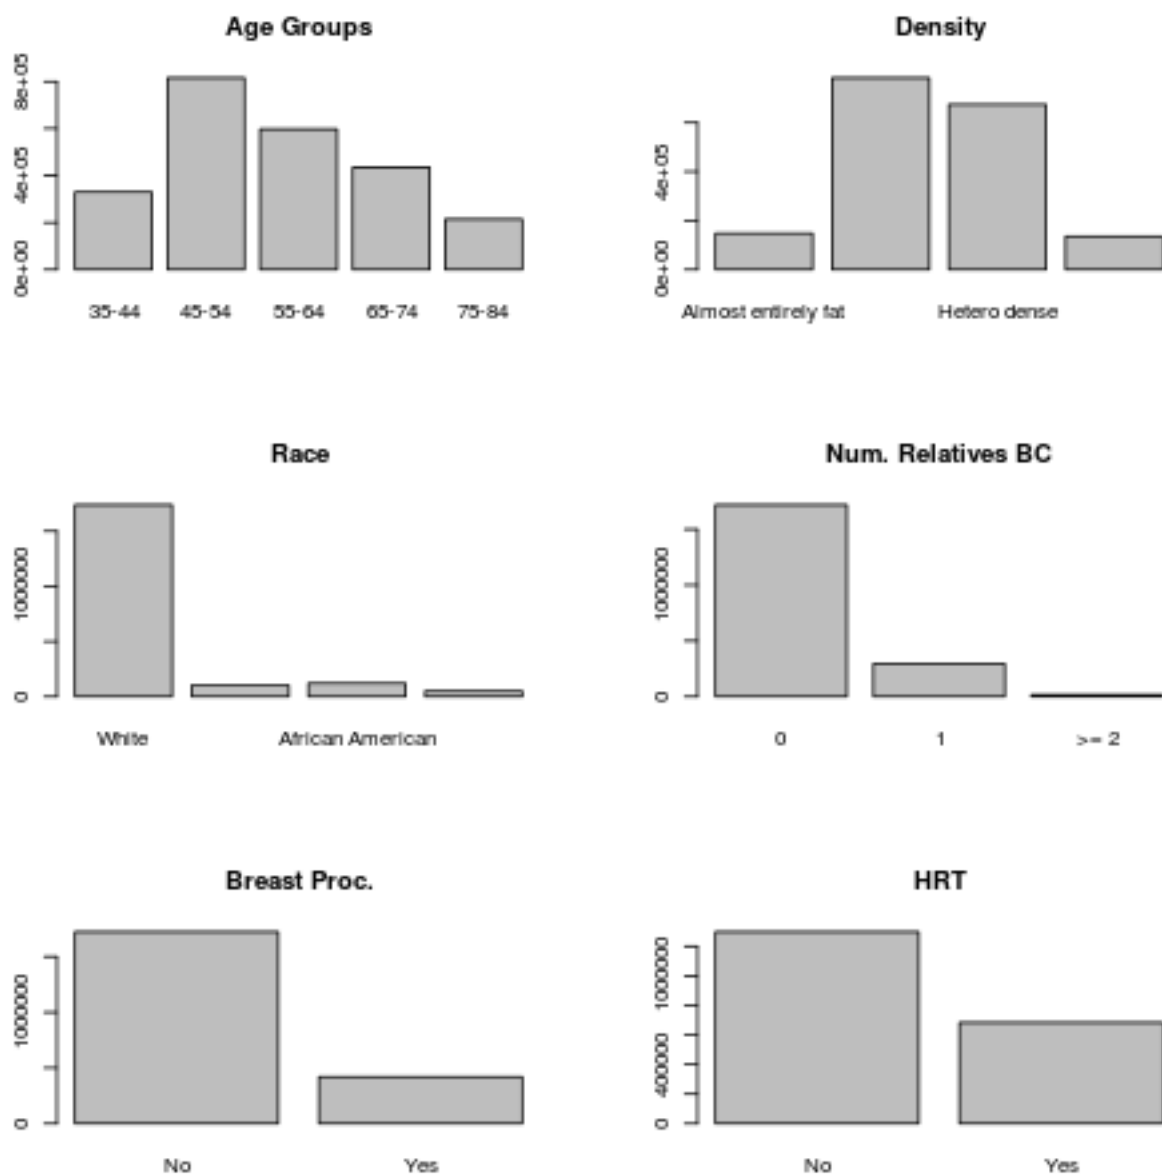 Age Groups
8e+05
4e+05
0e+00
35-44 45-54 55-64 65-74 75-84
Density
4e+05
0e+00
Almost entirely fat Hetero dense
Race
1000000
0
White African American
Num. Relatives BC
1000000
0
0 1 >= 2
Breast Proc.
1000000
0
No Yes
HRT
1000000
400000
0
No Yes